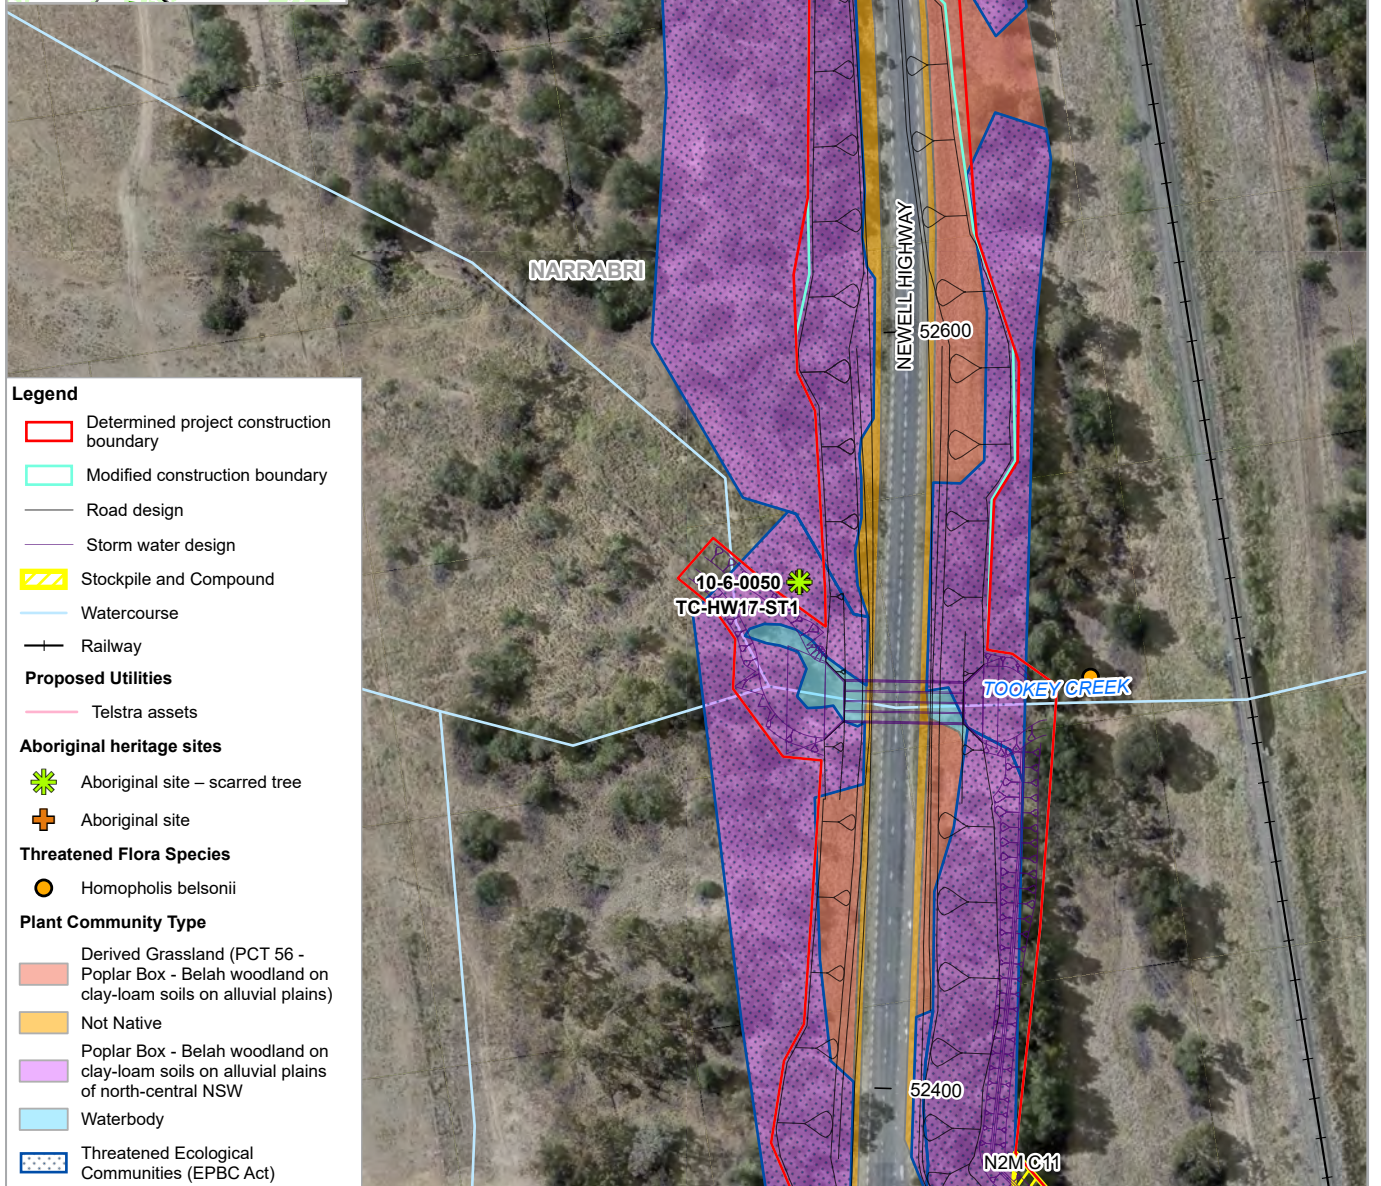 NARRABRI
NEWELL HIGHWAY
52600
Legend
Determined project construction
boundary
Modified construction boundary
Road design
Storm water design
Stockpile and Compound
Watercourse
Railway
Proposed Utilities
Telstra assets
Aboriginal heritage sites
Aboriginal site – scarred tree
Aboriginal site
Threatened Flora Species
Homopholis belsonii
Plant Community Type
Derived Grassland (PCT 56 -
Poplar Box - Belah woodland on
clay-loam soils on alluvial plains)
Not Native
Poplar Box - Belah woodland on
clay-loam soils on alluvial plains
of north-central NSW
Waterbody
Threatened Ecological
Communities (EPBC Act)
10-6-0050
TC-HW17-ST1
TOOKEY CREEK
52400
N2M C11